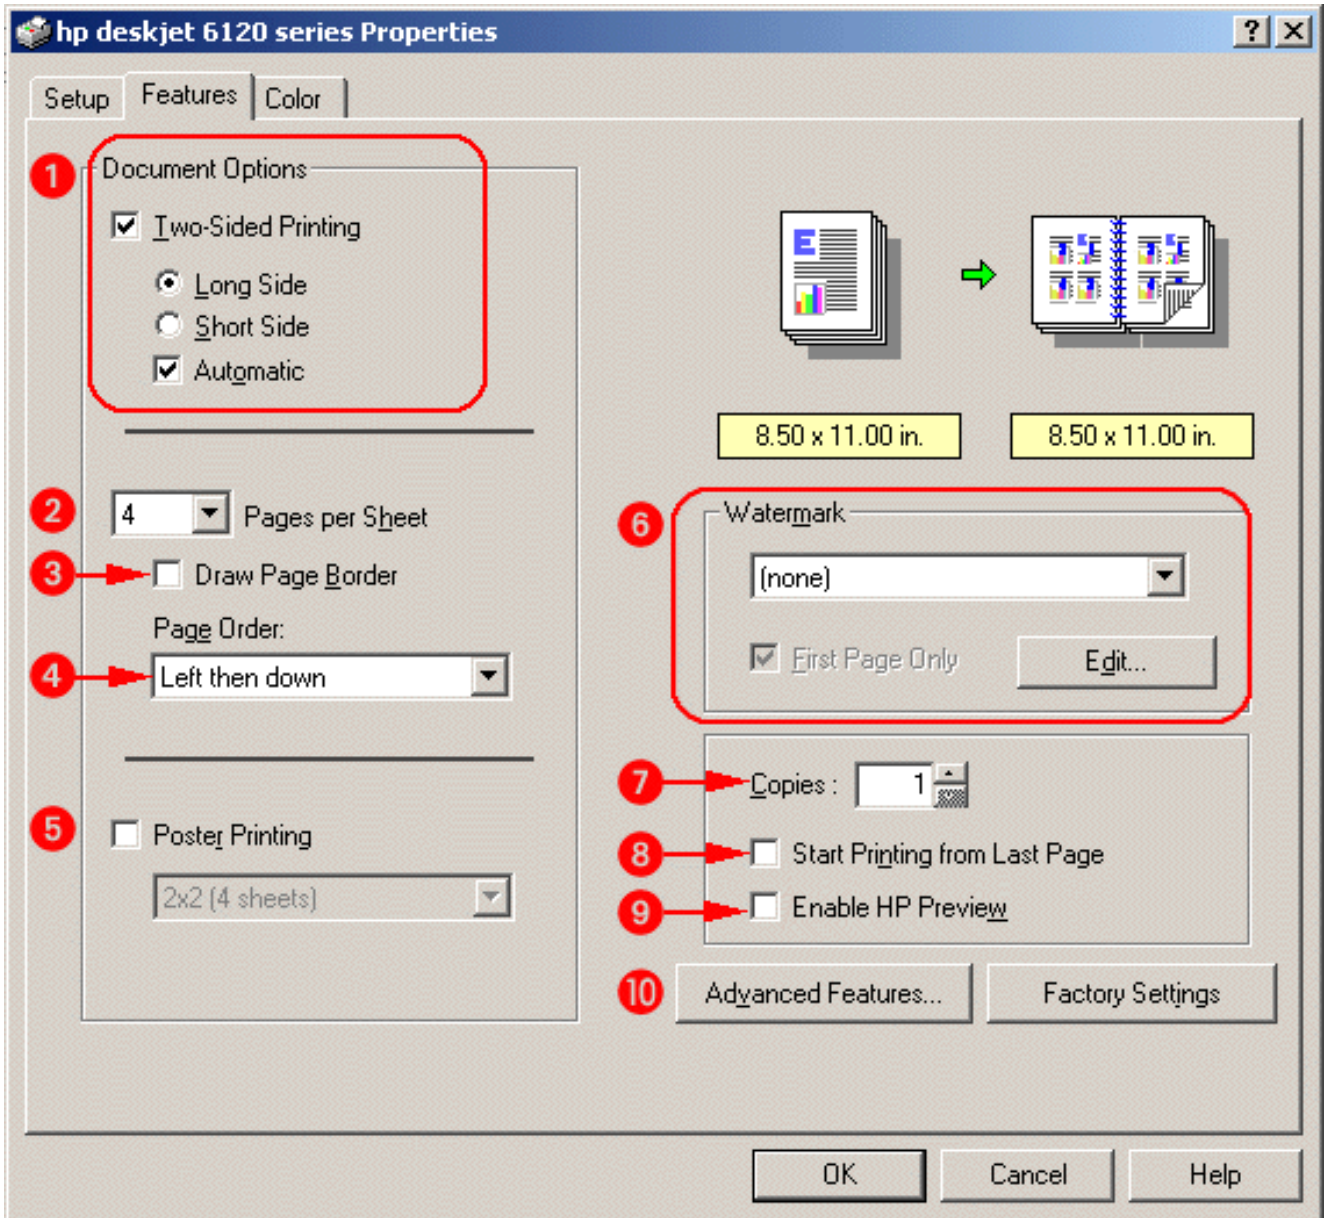 hp deskjet 6120 series Properties
Setup
Features
Color
1
Document Options
Two-Sided Printing
Long Side
Short Side
Automatic
2
4
Pages per Sheet
3
Draw Page Border
Page Order:
4
Left then down
5
Poster Printing
2x2 (4 sheets)
E
8.50 x 11.00 in.
8.50 x 11.00 in.
6
Watermark
(none)
First Page Only
Edit...
7
Copies :
1
8
Start Printing from Last Page
9
Enable HP Preview
10
Advanced Features...
Factory Settings
OK
Cancel
Help